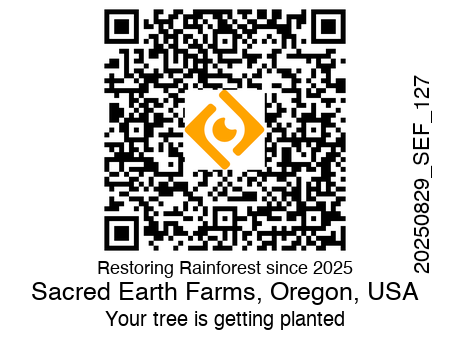 Restoring Rainforest since 2025
Sacred Earth Farms, Oregon, USA
Your tree is getting planted
20250829_SEF_127